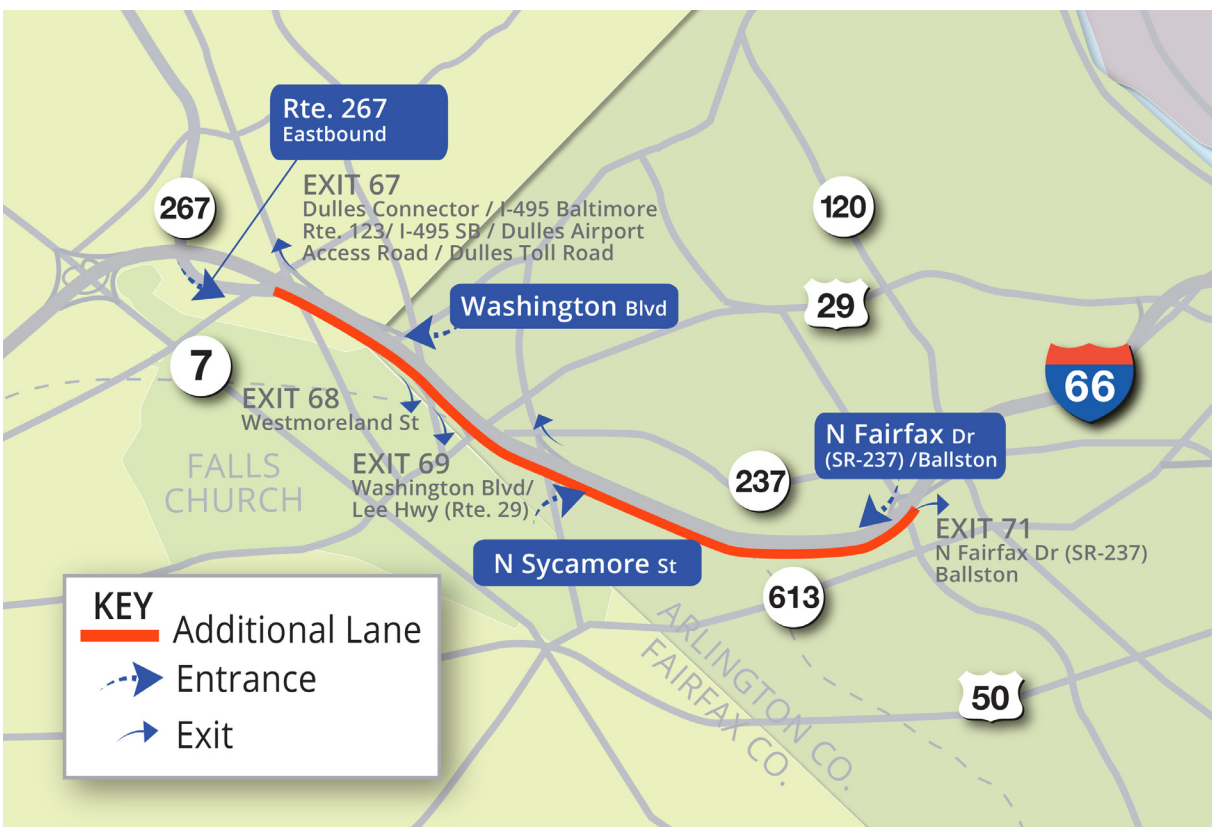 Rte. 267
Eastbound
267
EXIT 67
Dulles Connector / I-495 Baltimore
Rte. 123/ I-495 SB / Dulles Airport
Access Road / Dulles Toll Road
120
29
Washington Blvd
7
66
EXIT 68
Westmoreland St
N Fairfax Dr
(SR-237) /Ballston
FALLS
CHURCH
EXIT 69
Washington Blvd/
Lee Hwy (Rte. 29)
237
EXIT 71
N Fairfax Dr (SR-237)
Ballston
N Sycamore St
613
ARLINGTON CO.
FAIRFAX CO.
50
KEY
Additional Lane
Entrance
Exit